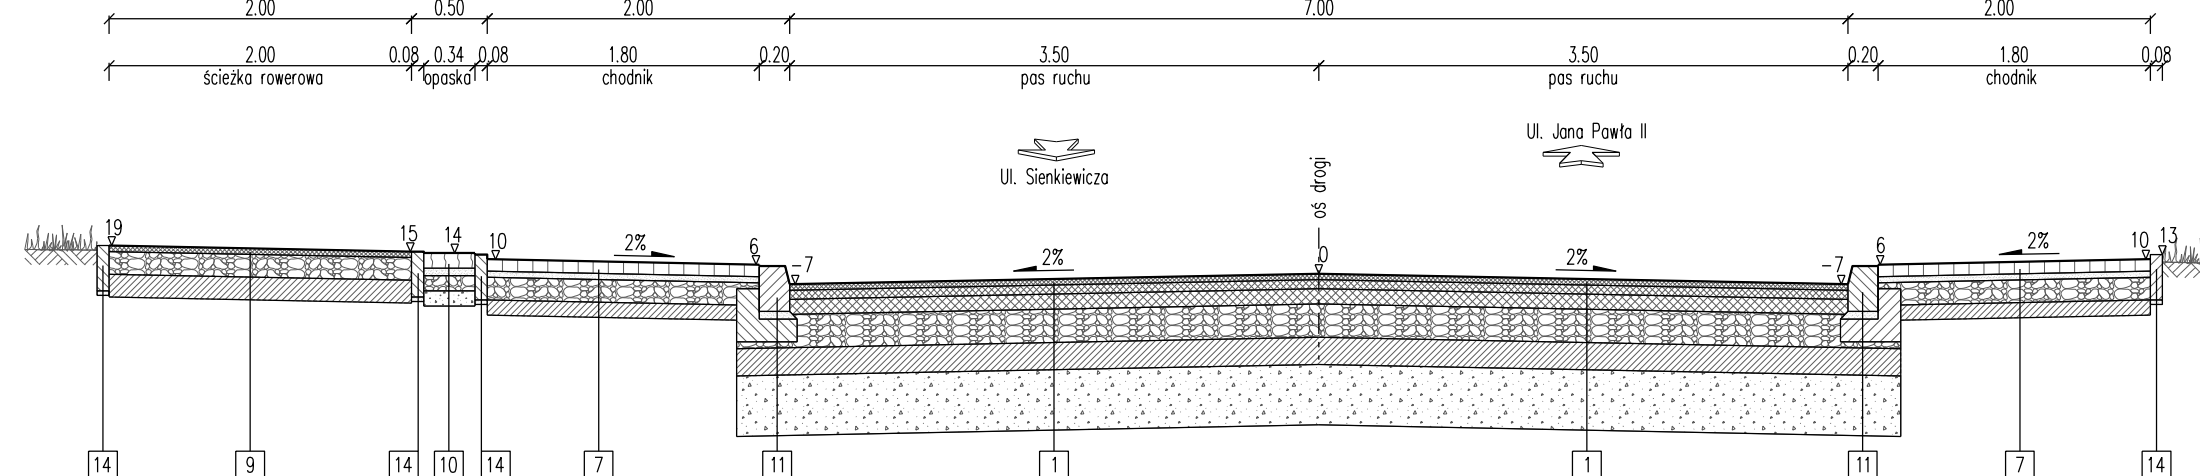 2.00 0.50 2.00 7.00 2.00
2.00 0.08 0.34 0.08 1.80 0.20 3.50 3.50 0.20 1.80 0.08
ścieżka rowerowa opaska chodnik pas ruchu pas ruchu chodnik
Ul. Jana Pawła II
Ul. Sienkiewicza
oś drogi
19 15 14 10 2% 6 -7 2% 0 2% -7 6 2% 10 13
14 9 14 10 14 7 11 1 1 11 7 14